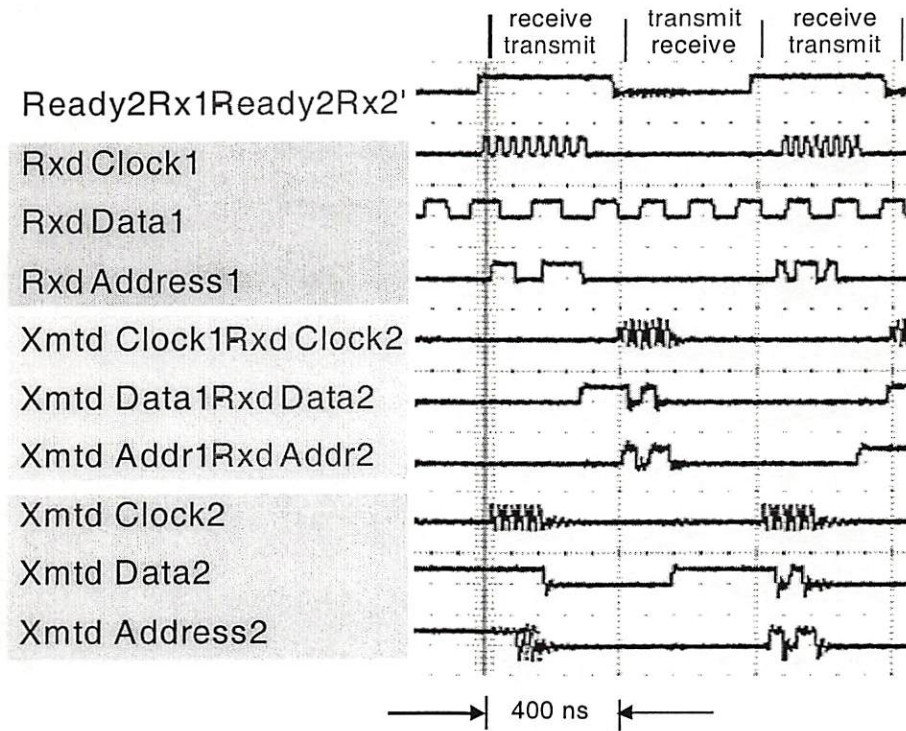 receive transmit receive
transmit receive transmit
Ready2Rx1Ready2Rx2'
Rxd Clock1
Rxd Data1
Rxd Address1
Xmtd Clock1Rxd Clock2
Xmtd Data1Rxd Data2
Xmtd Addr1Rxd Addr2
Xmtd Clock2
Xmtd Data2
Xmtd Address2
400 ns